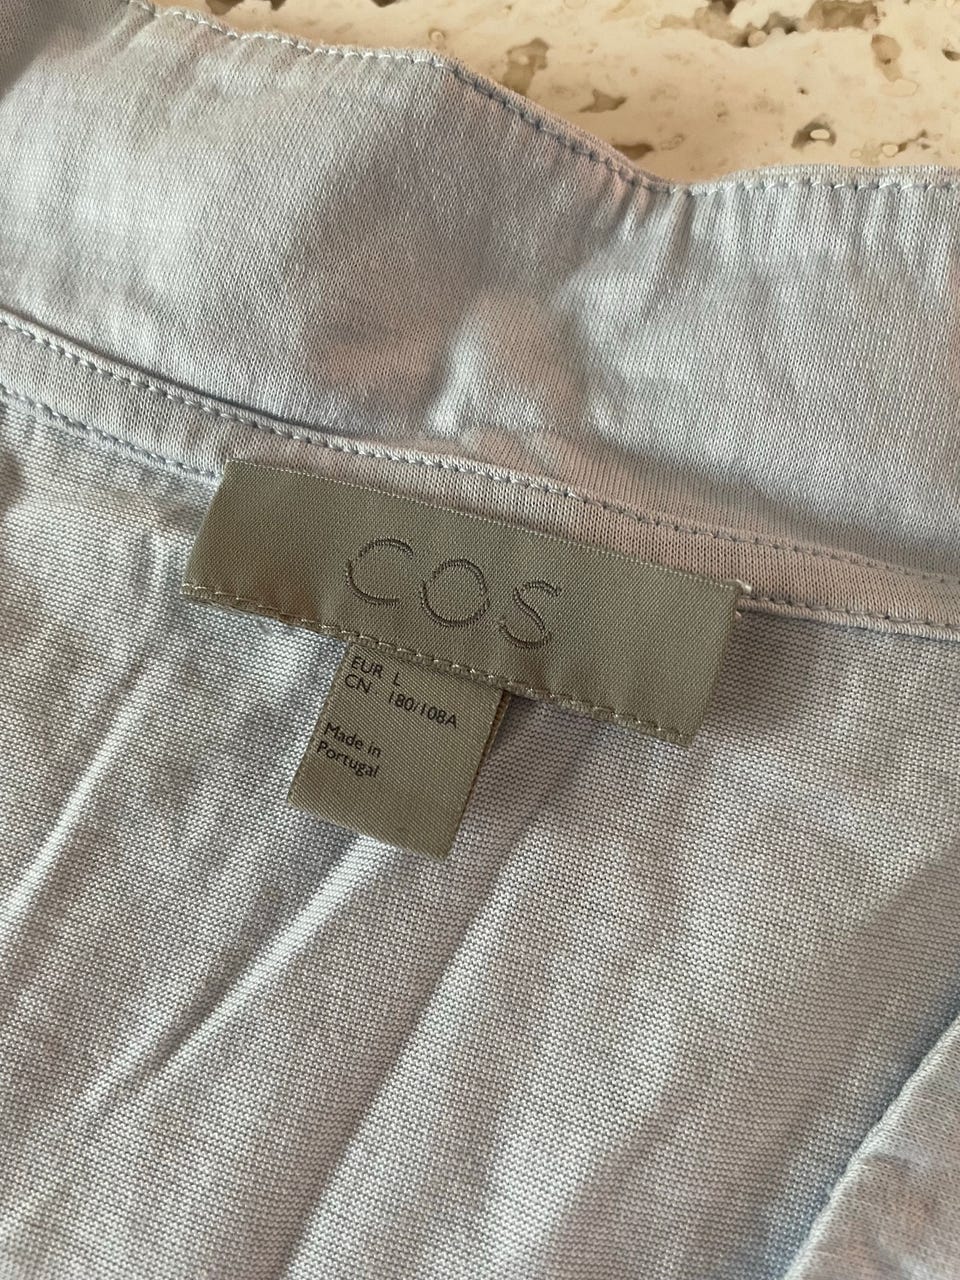 COS
EUR L
CN 180/108A
Made in
Portugal